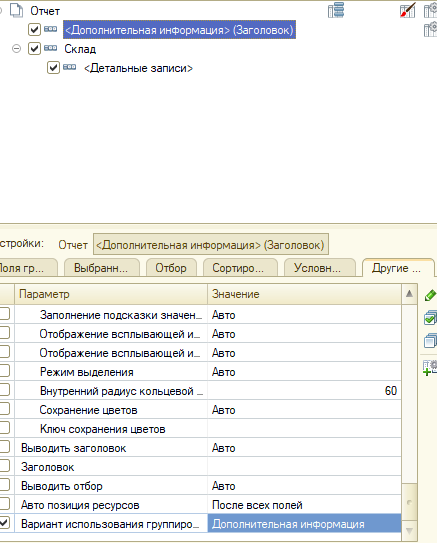 Отчет
<Дополнительная информация> (Заголовок)
Склад
<Детальные записи>
стройки: Отчет <Дополнительная информация> (Заголовок)
Поля гр... Выбранн... Отбор Сортиро... Условн... Другие ...
Параметр Значение
Заполнение подсказки значен... Авто
Отображение всплывающей и... Авто
Отображение всплывающей и... Авто
Режим выделения Авто
Внутренний радиус кольцевой ... 60
Сохранение цветов Авто
Ключ сохранения цветов
Выводить заголовок Авто
Заголовок
Выводить отбор Авто
Авто позиция ресурсов После всех полей
Вариант использования группиро... Дополнительная информация